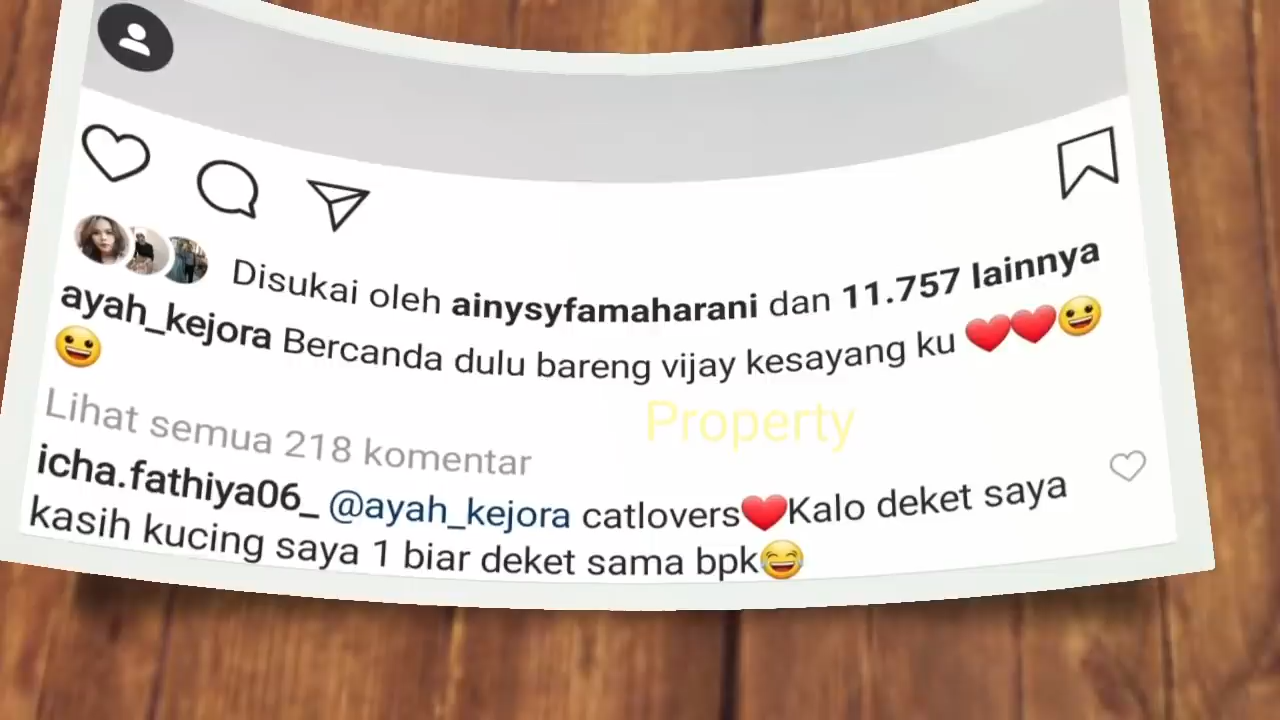 Disukai oleh ainysyfamaharani dan 11.757 lainnya
ayah_kejora Bercanda dulu bareng vijay kesayang ku ❤️❤️😀
😀
Lihat semua 218 komentar
Property
icha.fathiya06_ @ayah_kejora catlovers❤️Kalo deket saya
kasih kucing saya 1 biar deket sama bpk😂